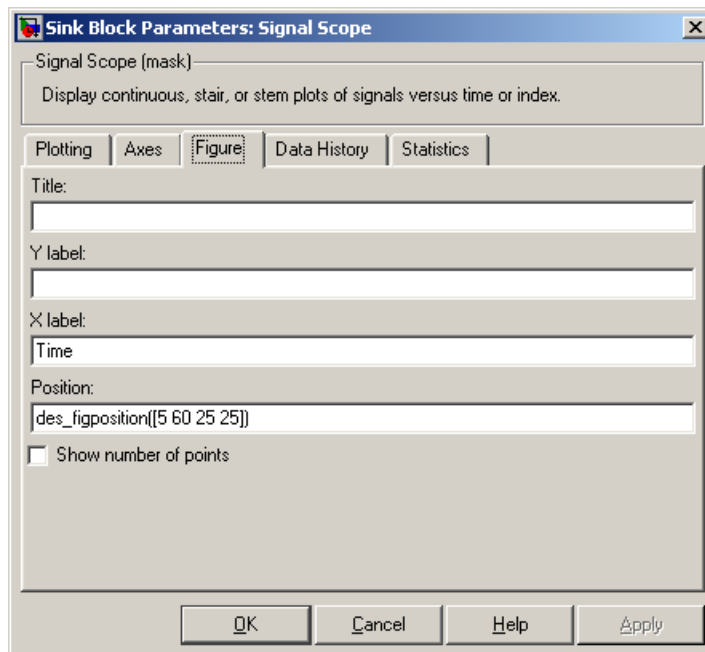 Sink Block Parameters: Signal Scope
Signal Scope (mask)
Display continuous, stair, or stem plots of signals versus time or index.
Plotting Axes Figure Data History Statistics
Title:
Y label:
X label:
Time
Position:
des_figposition([5 60 25 25])
Show number of points
OK Cancel Help Apply